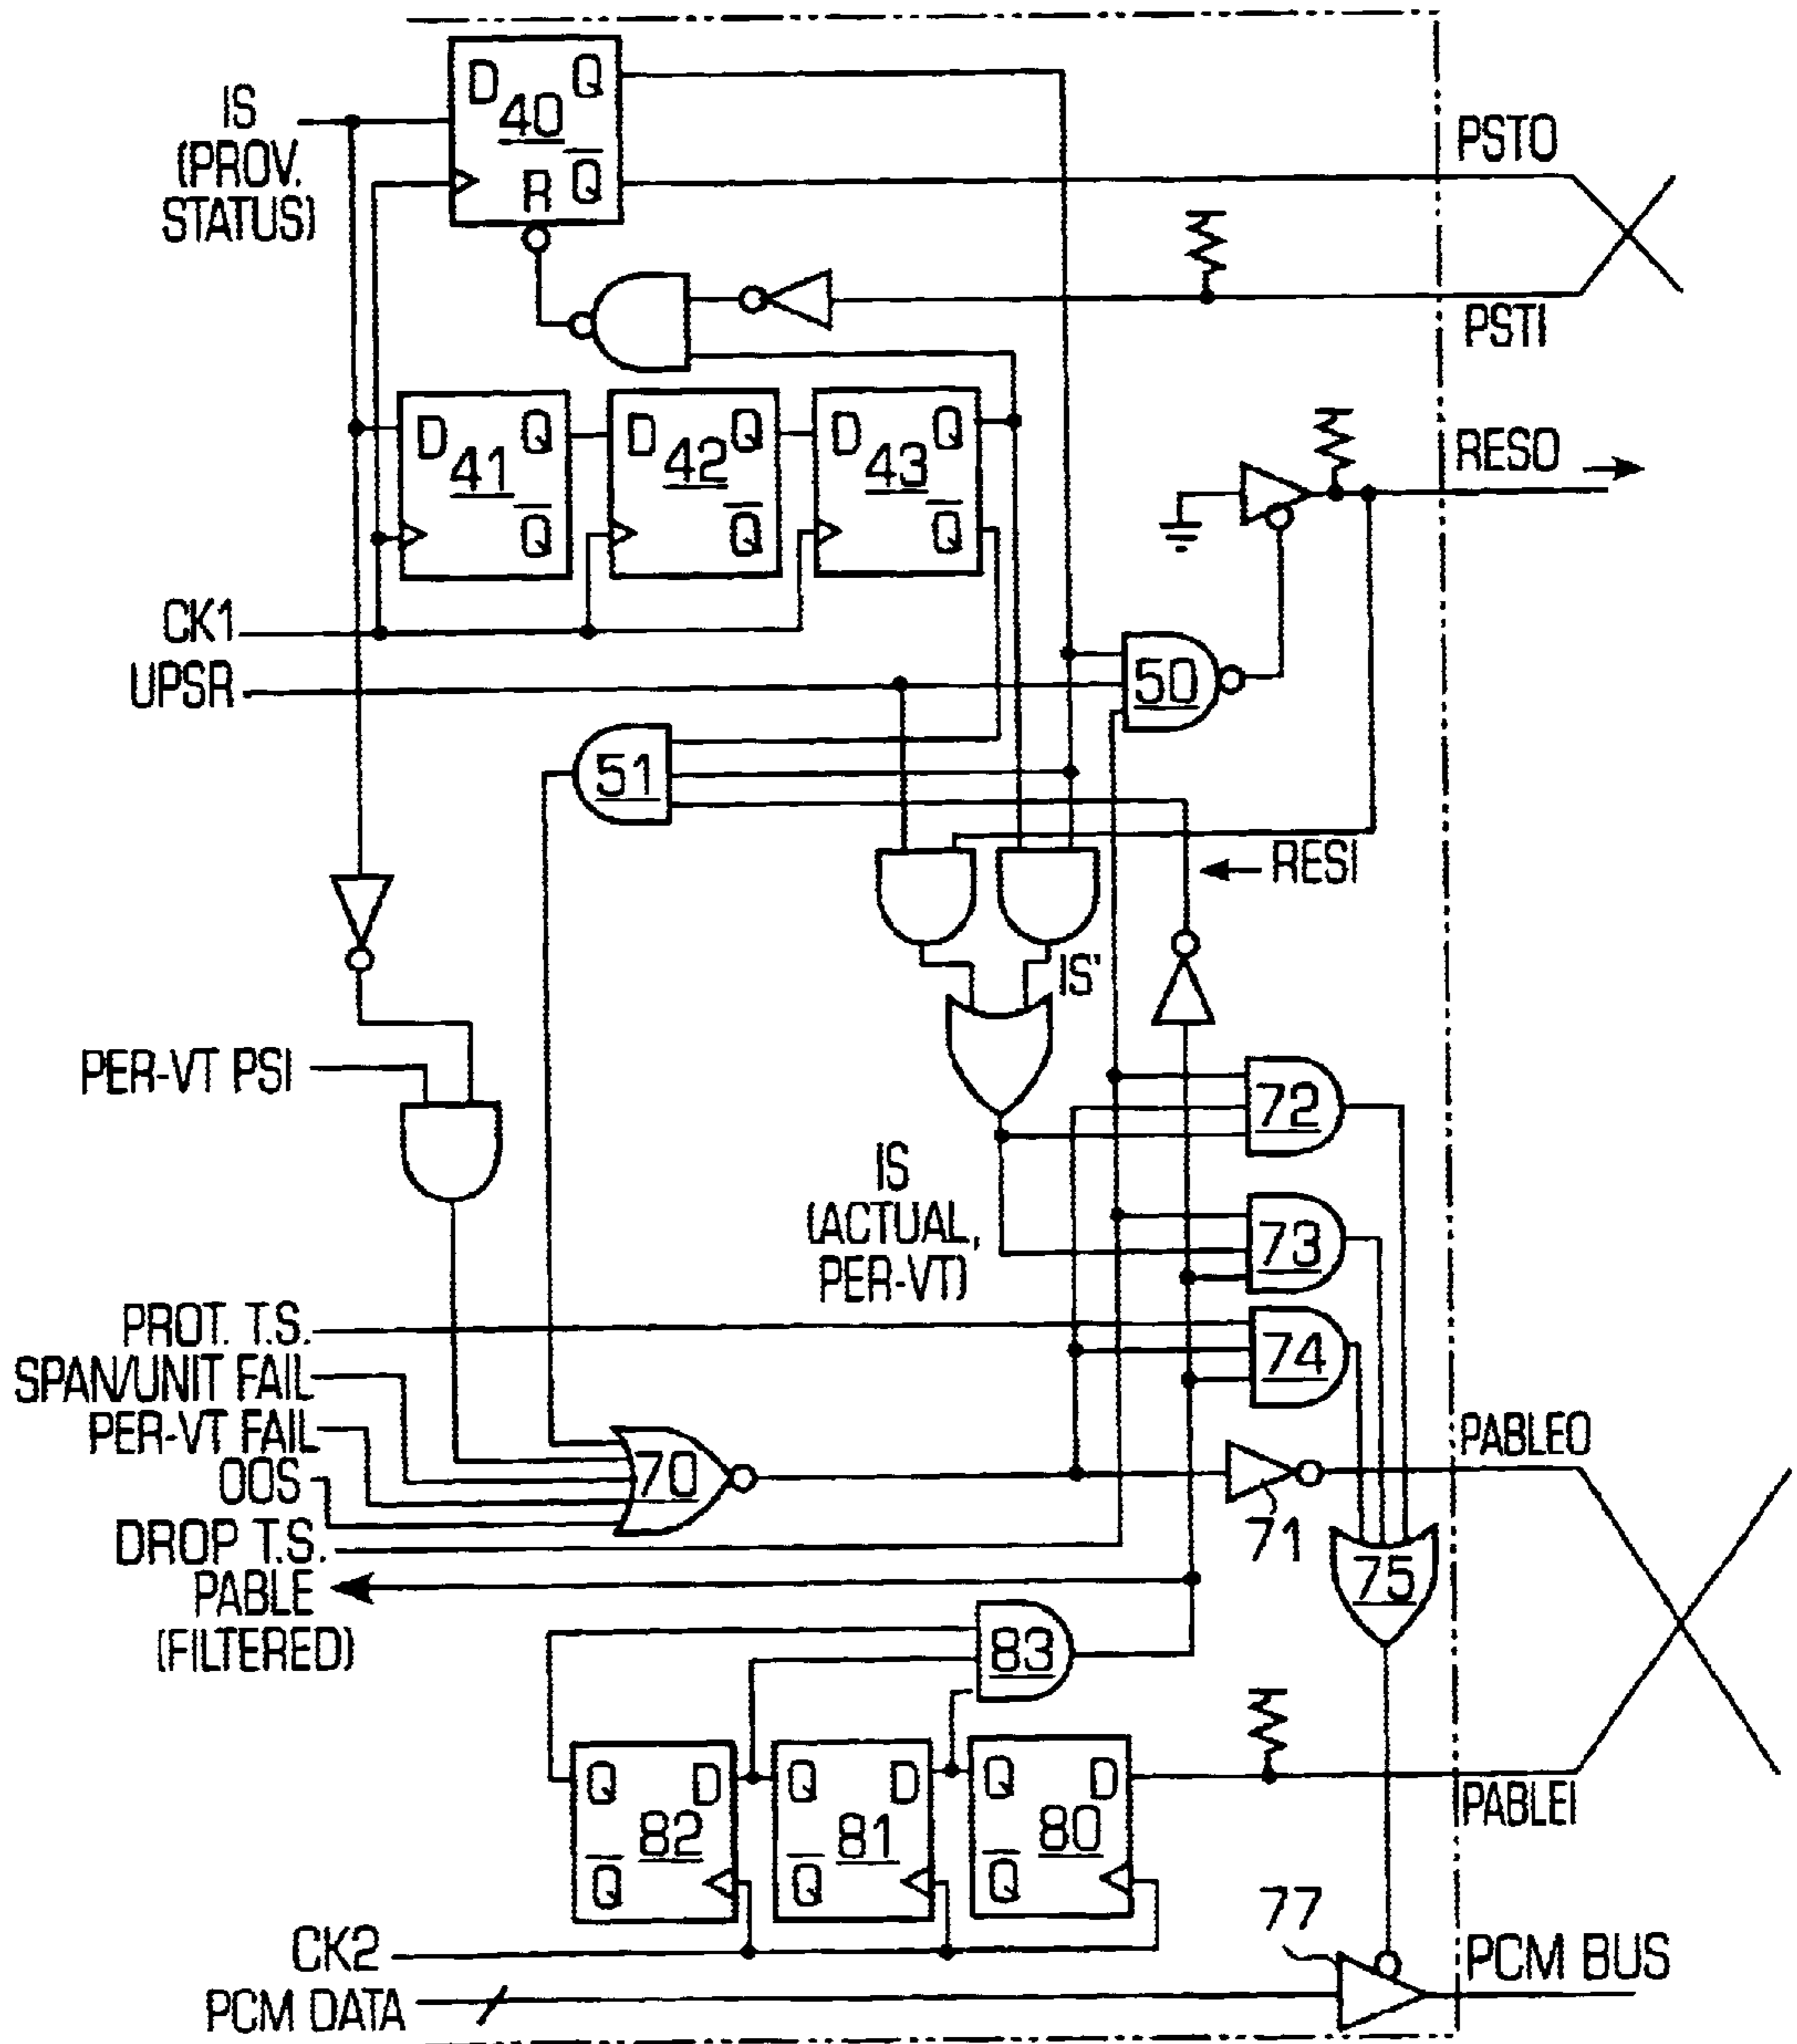 D Q
40
R Q̅
IS
(PROV.
STATUS)
PSTO
PSTI
D Q
41
Q̅
D Q
42
Q̅
D Q
43
Q̅
RESO
CK1
UPSR
50
51
RESI
IS'
PER-VT PSI
72
IS
(ACTUAL,
PER-VT)
73
PROT. T.S.
74
SPAN/UNIT FAIL
PER-VT FAIL
OOS
70
71
PABLEO
DROP T.S.
75
PABLE
(FILTERED)
83
Q D
82
Q̅
Q D
81
Q̅
Q D
80
Q̅
PABLEI
77
CK2
PCM DATA
PCM BUS